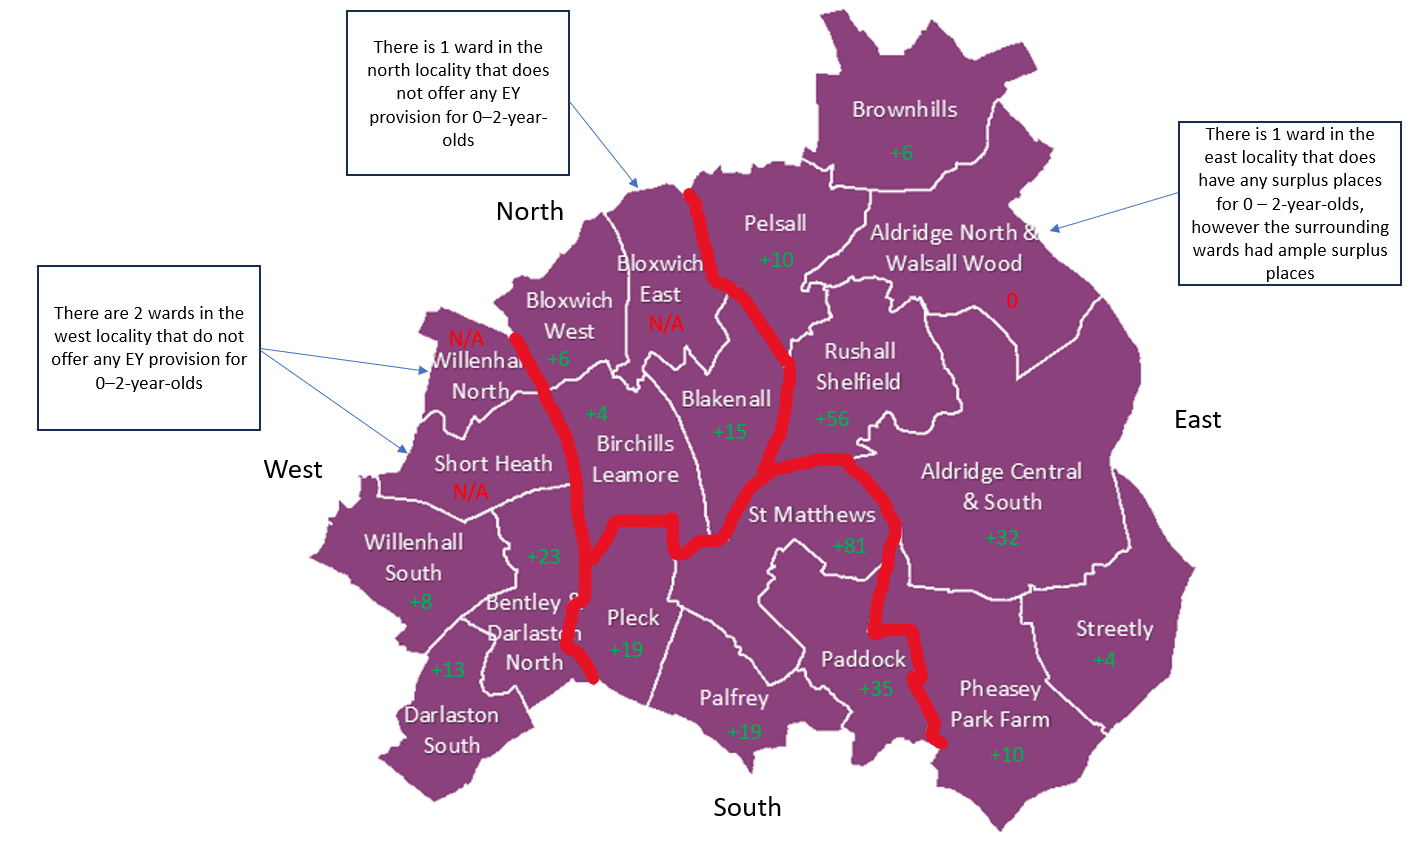 There is 1 ward in the
north locality that does
not offer any EY
provision for 0–2-year-
olds
There is 1 ward in the
east locality that does
have any surplus places
for 0 – 2-year-olds,
however the surrounding
wards had ample surplus
places
There are 2 wards in the
west locality that do not
offer any EY provision for
0–2-year-olds
North
East
West
South
Brownhills
+6
Pelsall
+10
Aldridge North &
Walsall Wood
0
Bloxwich
East
N/A
Bloxwich
West
+6
N/A
Willenhal
North
Rushall
Shelfield
+56
Blakenall
+15
+4
Birchills
Leamore
Short Heath
N/A
Aldridge Central
& South
+32
St Matthews
+81
Willenhall
South
+8
+23
Bentley &
Darlaston
North
Pleck
+19
Streetly
+4
Paddock
+35
+13
Darlaston
South
Palfrey
+19
Pheasey
Park Farm
+10